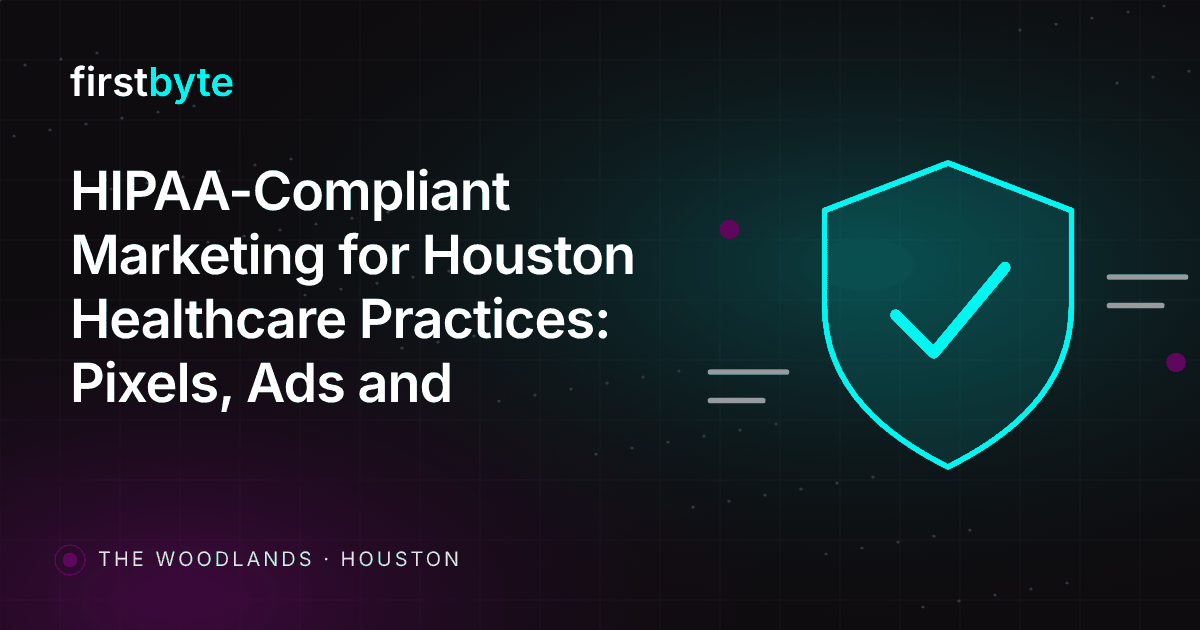 firstbyte
HIPAA-Compliant
Marketing for Houston
Healthcare Practices:
Pixels, Ads and
THE WOODLANDS · HOUSTON